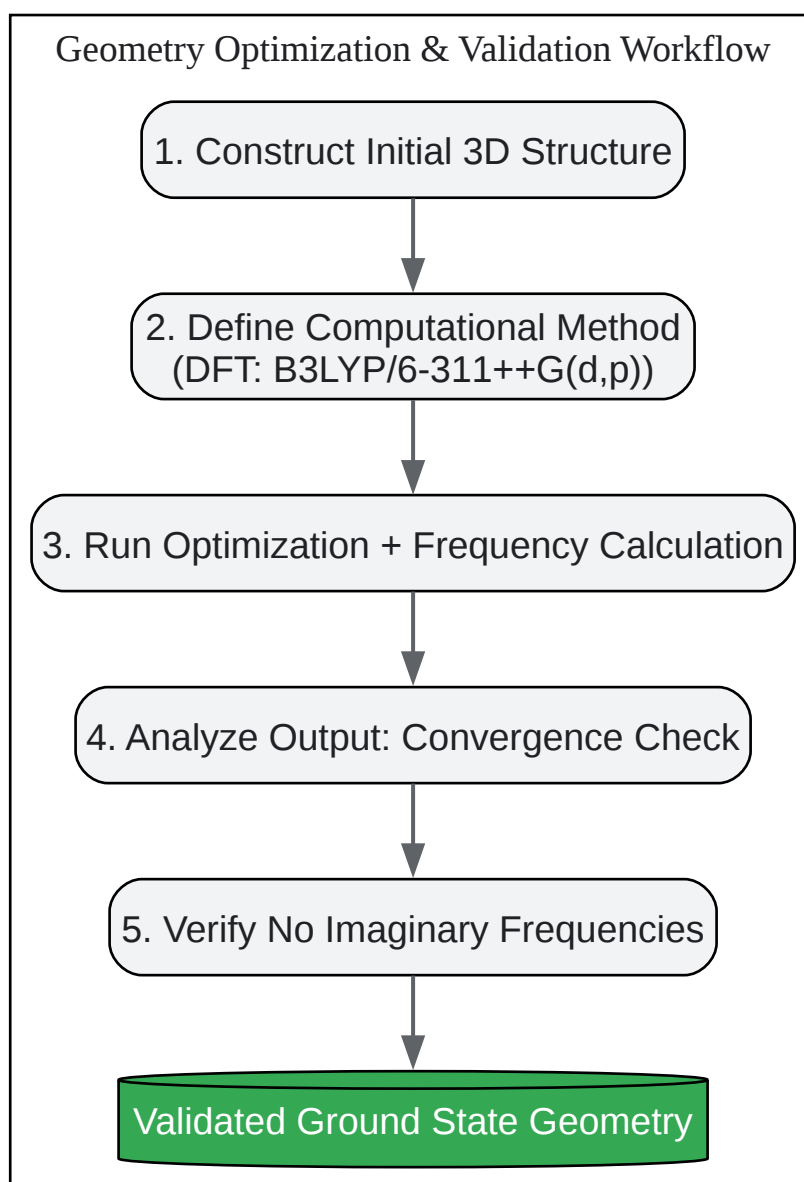 Geometry Optimization & Validation Workflow
1. Construct Initial 3D Structure
2. Define Computational Method
(DFT: B3LYP/6-311++G(d,p))
3. Run Optimization + Frequency Calculation
4. Analyze Output: Convergence Check
5. Verify No Imaginary Frequencies
Validated Ground State Geometry